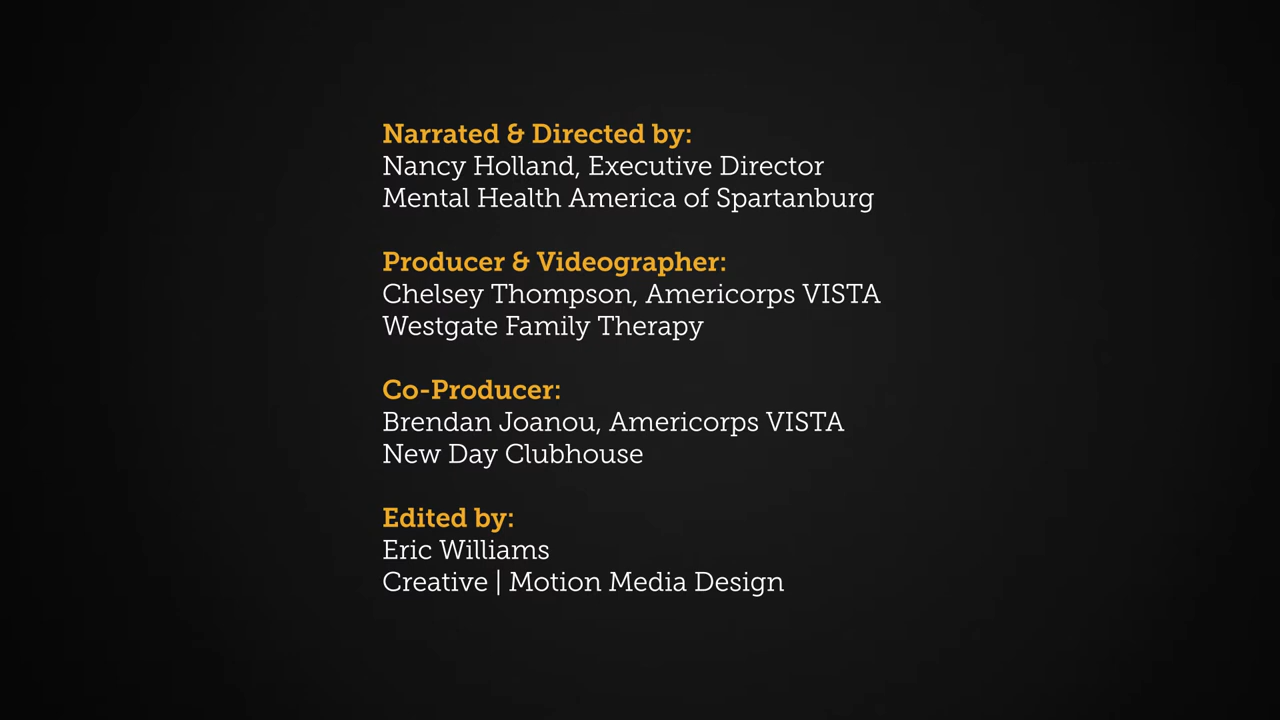 Narrated & Directed by:
Nancy Holland, Executive Director
Mental Health America of Spartanburg
Producer & Videographer:
Chelsey Thompson, Americorps VISTA
Westgate Family Therapy
Co-Producer:
Brendan Joanou, Americorps VISTA
New Day Clubhouse
Edited by:
Eric Williams
Creative | Motion Media Design